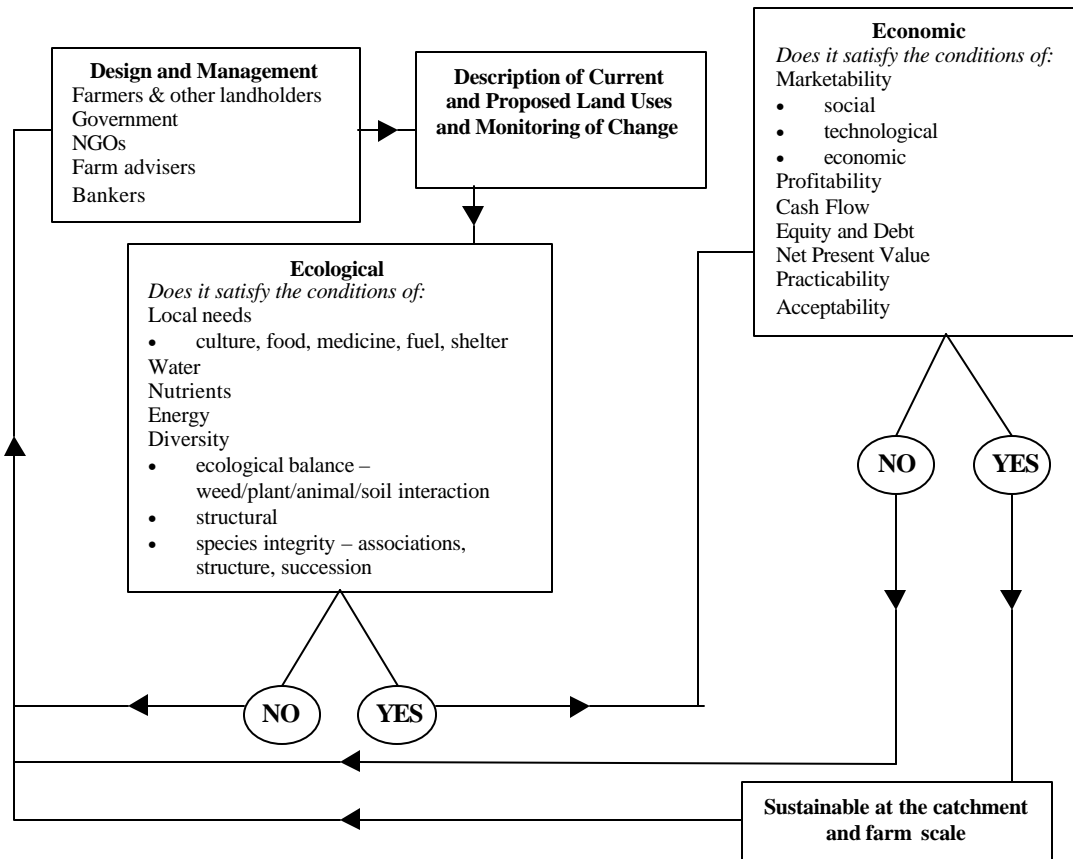 Design and Management
Farmers & other landholders
Government
NGOs
Farm advisers
Bankers
Description of Current
and Proposed Land Uses
and Monitoring of Change
Economic
Does it satisfy the conditions of:
Marketability
• social
• technological
• economic
Profitability
Cash Flow
Equity and Debt
Net Present Value
Practicability
Acceptability
Ecological
Does it satisfy the conditions of:
Local needs
• culture, food, medicine, fuel, shelter
Water
Nutrients
Energy
Diversity
• ecological balance –
weed/plant/animal/soil interaction
• structural
• species integrity – associations,
structure, succession
NO
YES
NO
YES
Sustainable at the catchment
and farm scale